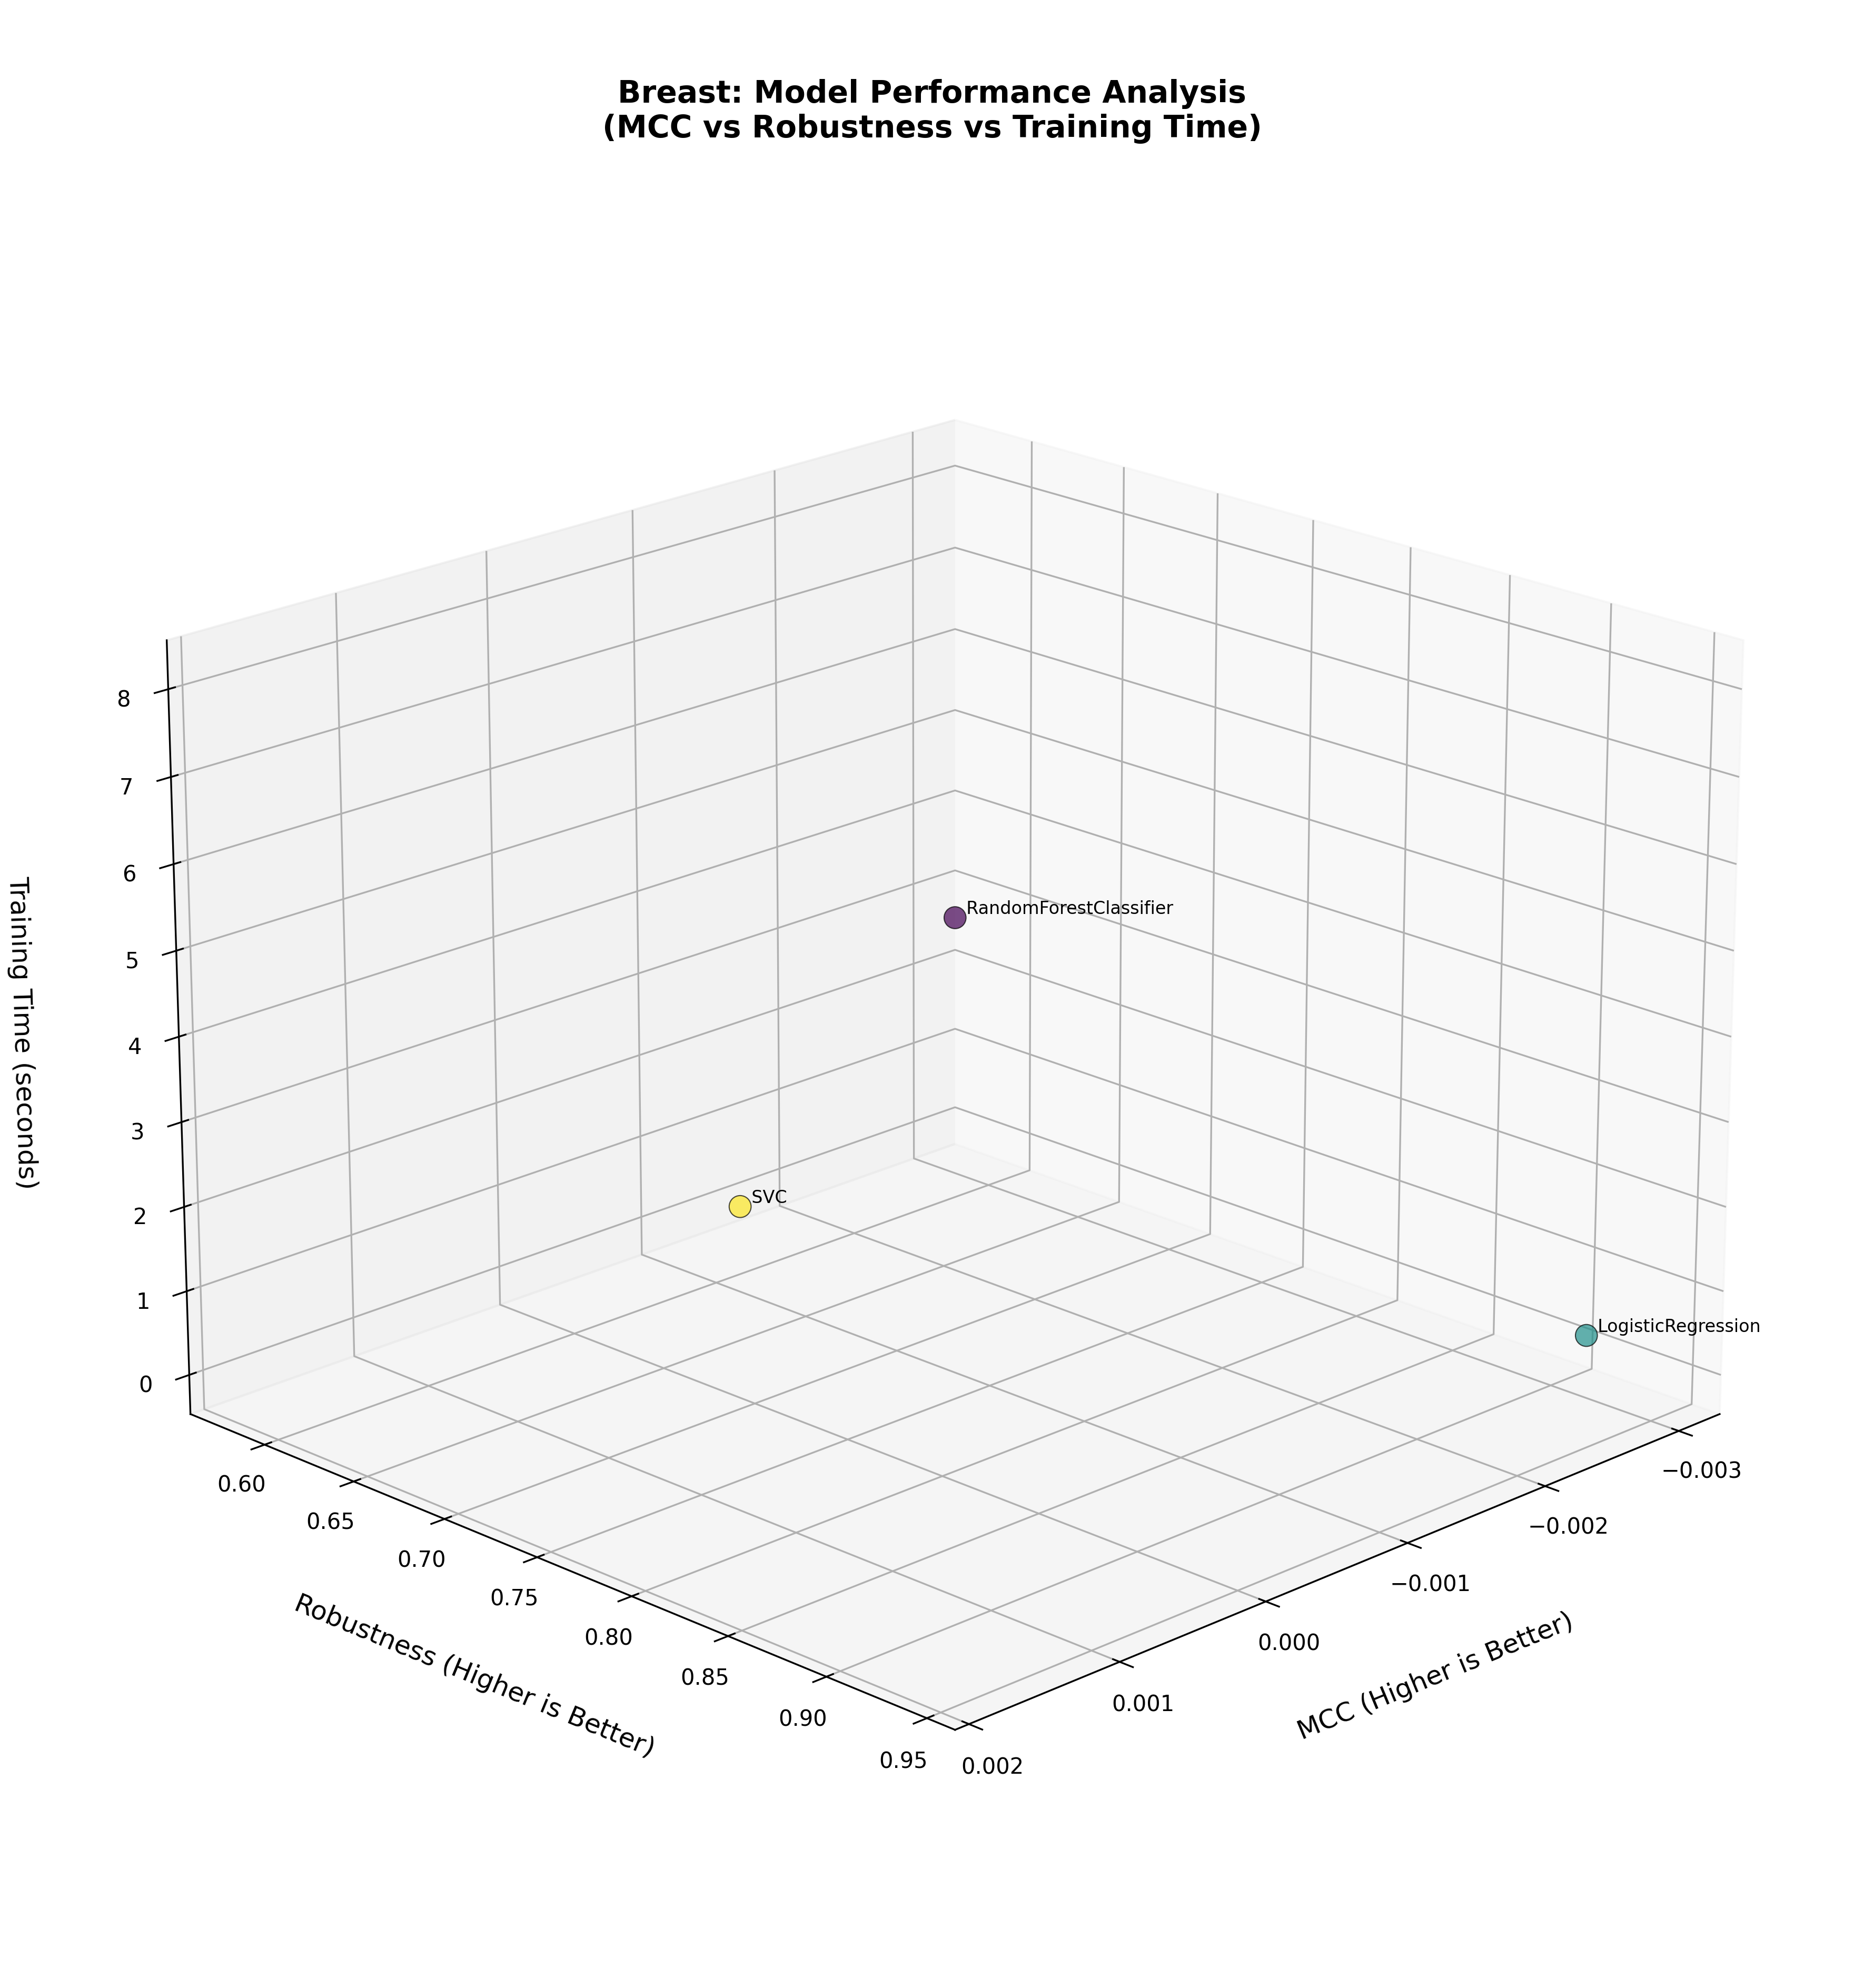 Breast: Model Performance Analysis
(MCC vs Robustness vs Training Time)
8
7
6
5
4
3
2
1
0
Training Time (seconds)
RandomForestClassifier
SVC
LogisticRegression
0.60
0.65
0.70
0.75
0.80
0.85
0.90
0.95
Robustness (Higher is Better)
−0.003
−0.002
−0.001
0.000
0.001
0.002
MCC (Higher is Better)